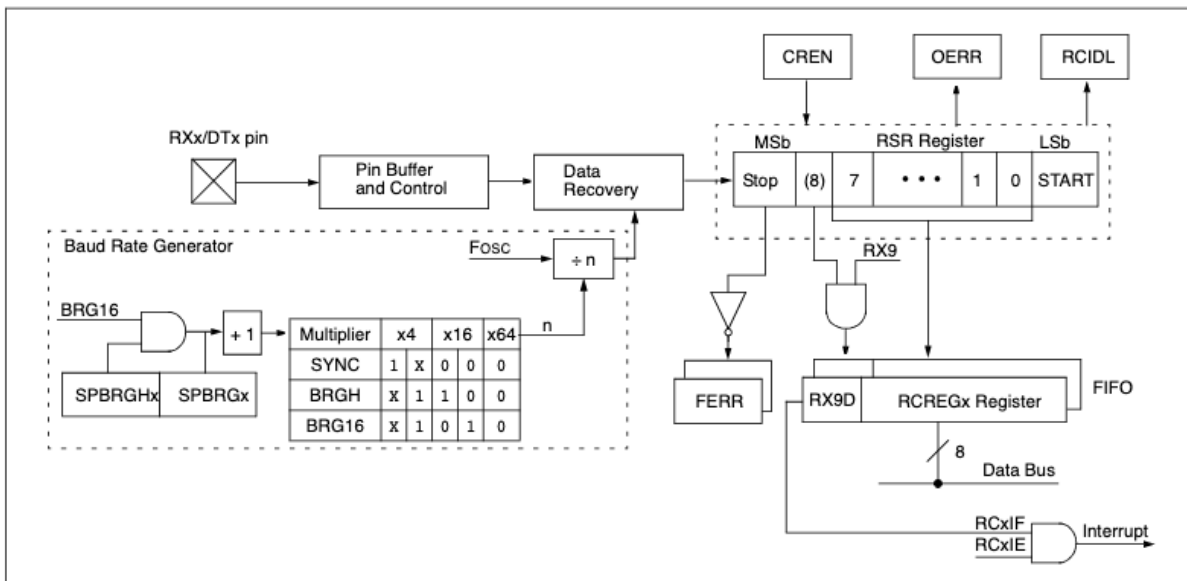 CREN
OERR
RCIDL
RXx/DTx pin
MSb RSR Register LSb
Pin Buffer
and Control
Data
Recovery
Stop (8) 7 • • • 1 0 START
Baud Rate Generator
FOSC
÷ n
RX9
BRG16
+ 1
n
SPBRGHx SPBRGx
Multiplier x4 x16 x64
SYNC 1 X 0 0 0
BRGH X 1 1 0 0
BRG16 X 1 0 1 0
FERR
RX9D RCREGx Register
FIFO
8
Data Bus
RCxIF
RCxIE
Interrupt